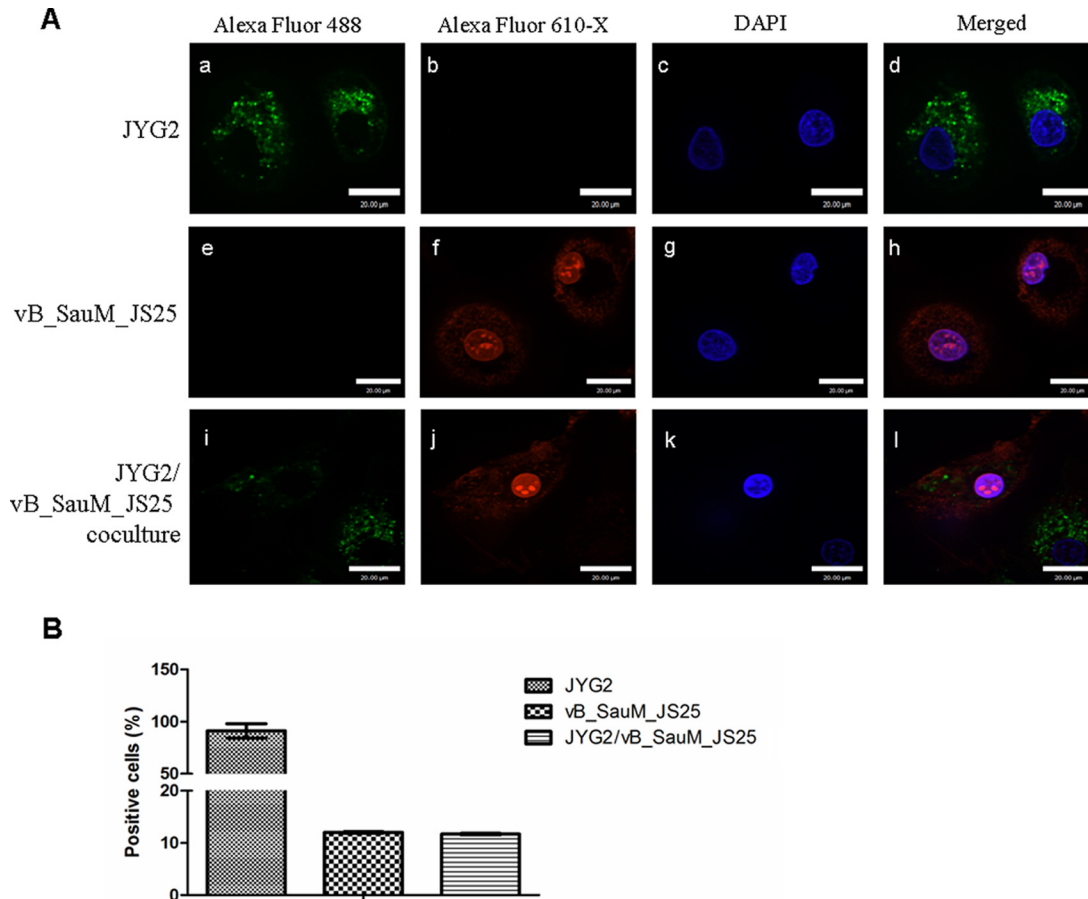 A
Alexa Fluor 488 Alexa Fluor 610-X DAPI Merged
JYG2
a b c d
20.00 µm 20.00 µm 20.00 µm 20.00 µm
vB_SauM_JS25
e f g h
20.00 µm 20.00 µm 20.00 µm 20.00 µm
JYG2/
vB_SauM_JS25
coculture
i j k l
20.00 µm 20.00 µm 20.00 µm 20.00 µm
B
Positive cells (%)
150
100
50
20
10
0
JYG2
vB_SauM_JS25
JYG2/vB_SauM_JS25